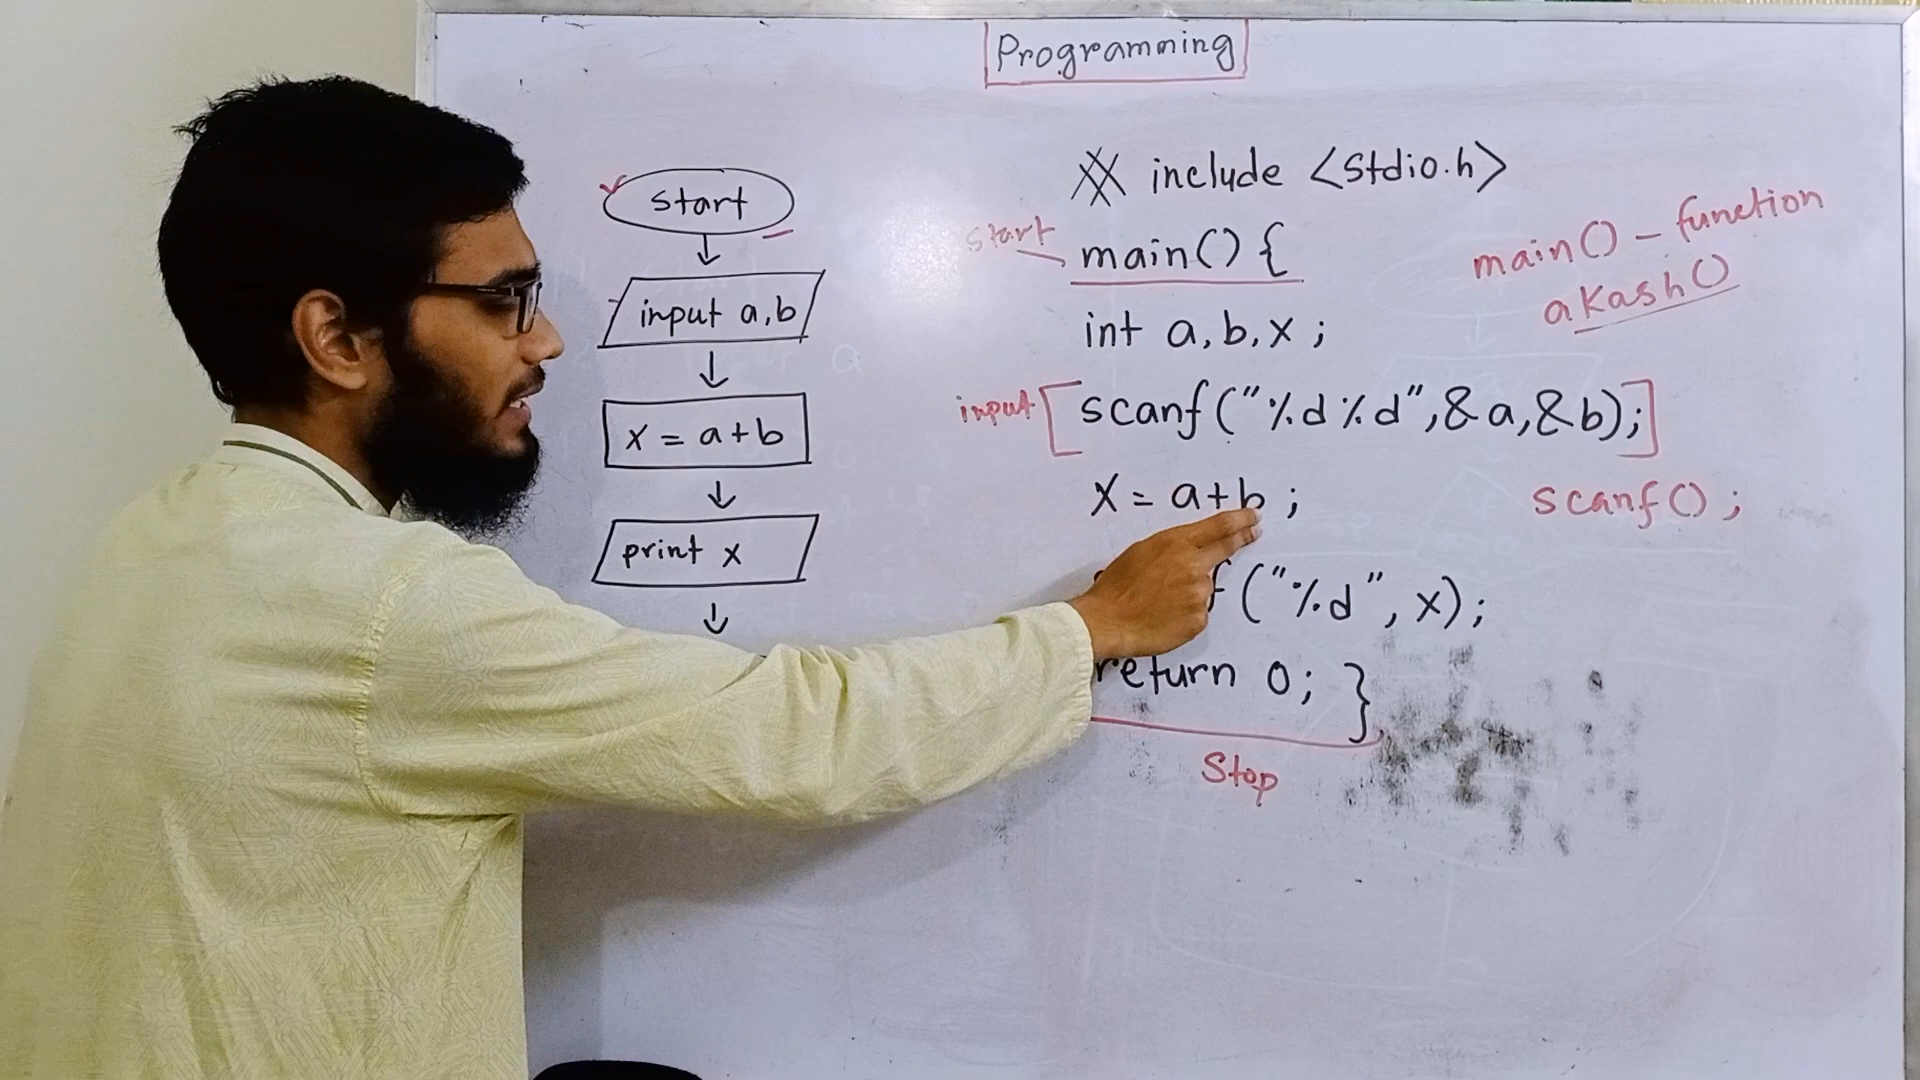 Programming
start
input a,b
x = a+b
print x
# include <stdio.h>
start
main() {
int a, b, x ;
input
scanf ("%d %d", &a, &b);
x = a+b ;
f ("%d", x);
return 0; }
Stop
main() - function
akash()
scanf() ;